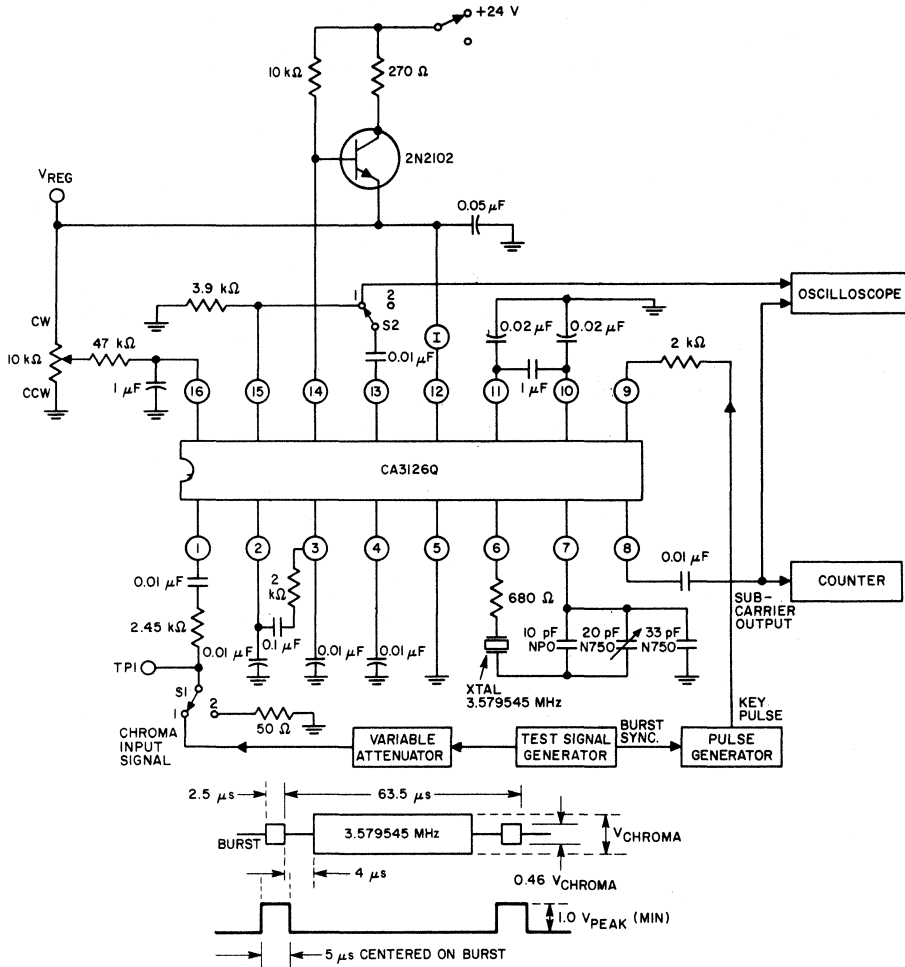 +24 V
10 kΩ
270 Ω
2N2102
VREG
0.05 µF
3.9 kΩ
1
2
S2
OSCILLOSCOPE
CW
10 kΩ
CCW
47 kΩ
1 µF
0.01 µF
I
0.02 µF
0.02 µF
1 µF
2 kΩ
16
15
14
13
12
11
10
9
CA3126Q
1
2
3
4
5
6
7
8
0.01 µF
2.45 kΩ
2 kΩ
0.01 µF
0.1 µF
0.01 µF
0.01 µF
680 Ω
XTAL
3.579545 MHz
10 pF
NPO
20 pF
N750
33 pF
N750
0.01 µF
COUNTER
SUB-
CARRIER
OUTPUT
TP1
S1
1
2
50 Ω
CHROMA
INPUT
SIGNAL
VARIABLE
ATTENUATOR
TEST SIGNAL
GENERATOR
BURST
SYNC.
PULSE
GENERATOR
KEY
PULSE
2.5 µs
63.5 µs
BURST
3.579545 MHz
VCHROMA
4 µs
0.46 VCHROMA
1.0 VPEAK (MIN)
5 µs CENTERED ON BURST